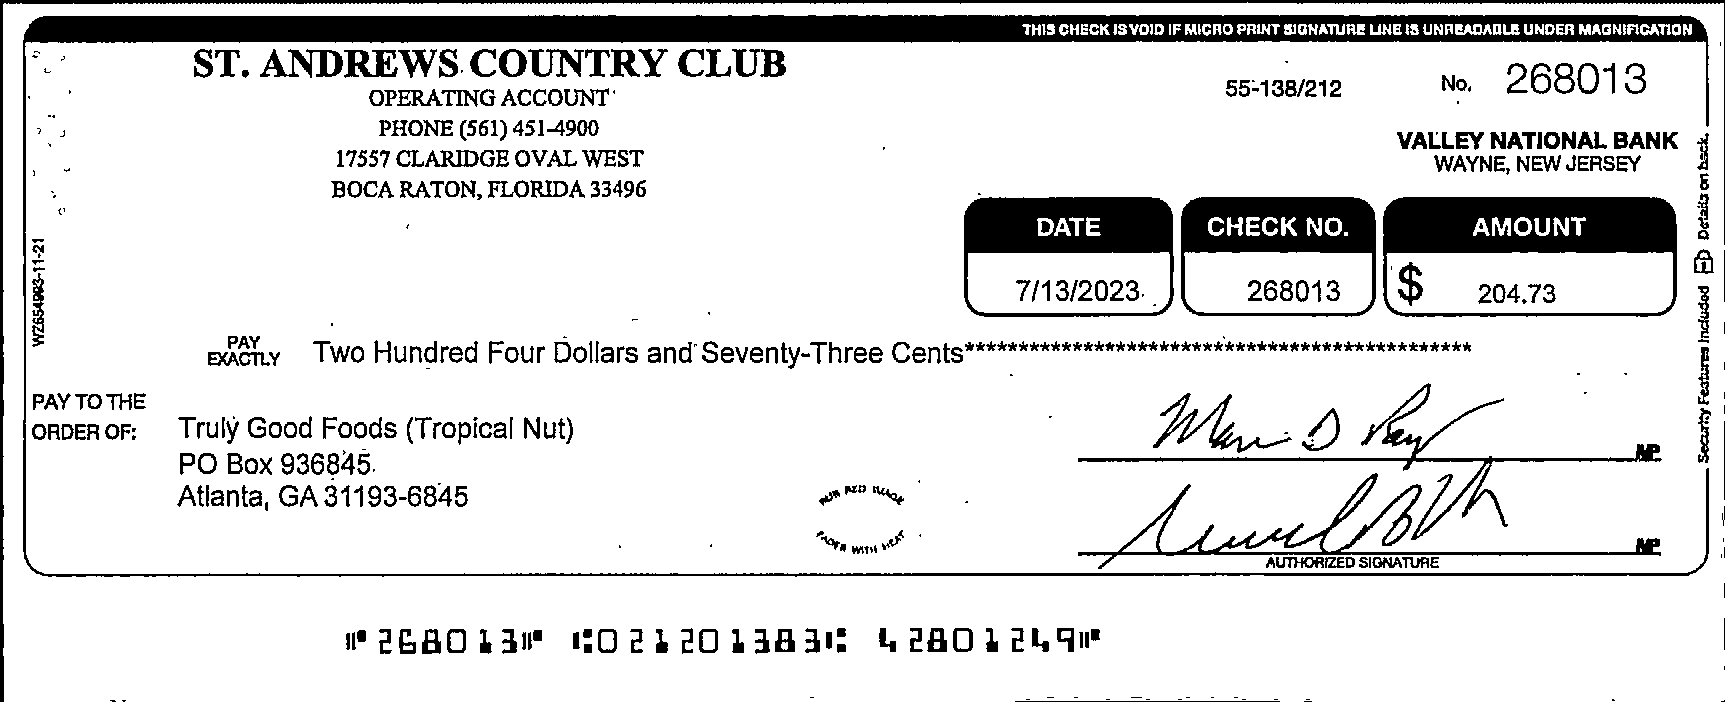 THIS CHECK IS VOID IF MICRO PRINT SIGNATURE LINE IS UNREADABLE UNDER MAGNIFICATION
ST. ANDREWS COUNTRY CLUB
OPERATING ACCOUNT
PHONE (561) 451-4900
17557 CLARIDGE OVAL WEST
BOCA RATON, FLORIDA 33496
55-138/212
No. 268013
VALLEY NATIONAL BANK
WAYNE, NEW JERSEY
DATE CHECK NO. AMOUNT
7/13/2023 268013 $ 204.73
WZ654993-11-21
Security Features Included Details on back.
PAY
EXACTLY Two Hundred Four Dollars and Seventy-Three Cents***********************************************
PAY TO THE
ORDER OF: Truly Good Foods (Tropical Nut)
PO Box 936845
Atlanta, GA 31193-6845
RUB RED IMAGE
FADES WITH HEAT
MP
MP
AUTHORIZED SIGNATURE
⑈268013⑈ ⑆021201383⑆ 42801249⑈